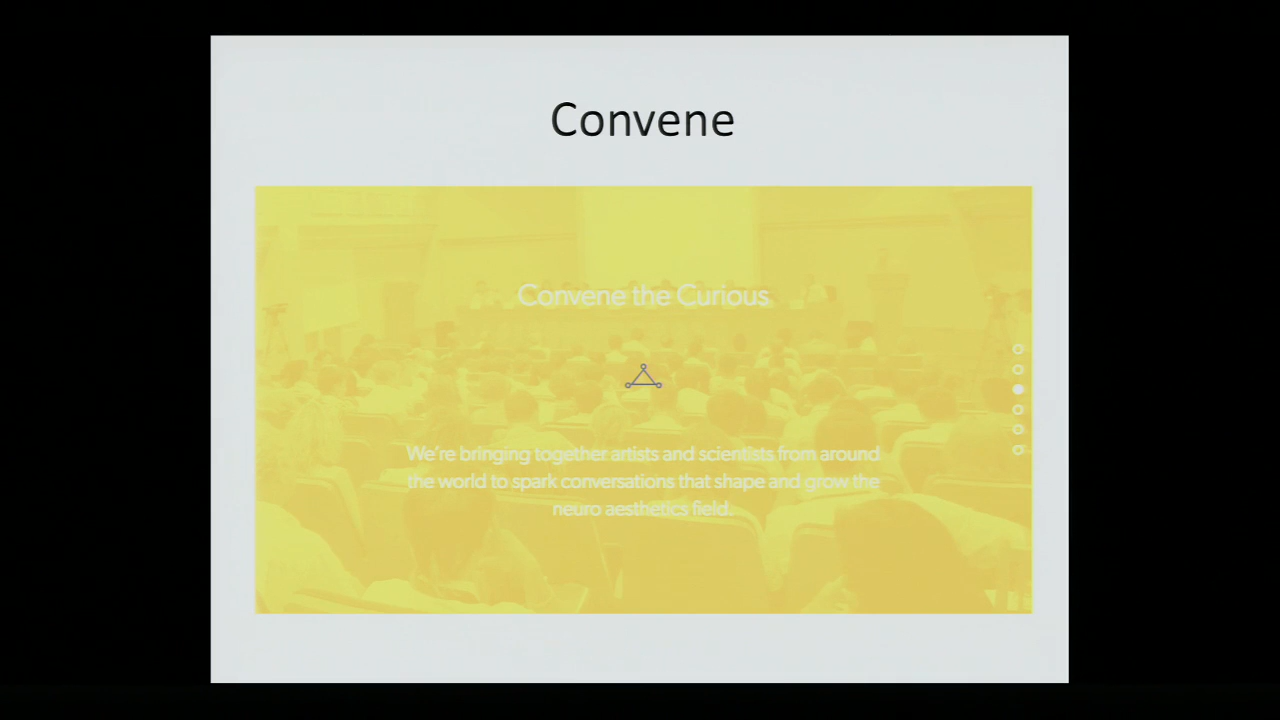 Convene
Convene the Curious
We're bringing together artists and scientists from around
the world to spark conversations that shape and grow the
neuro aesthetics field.